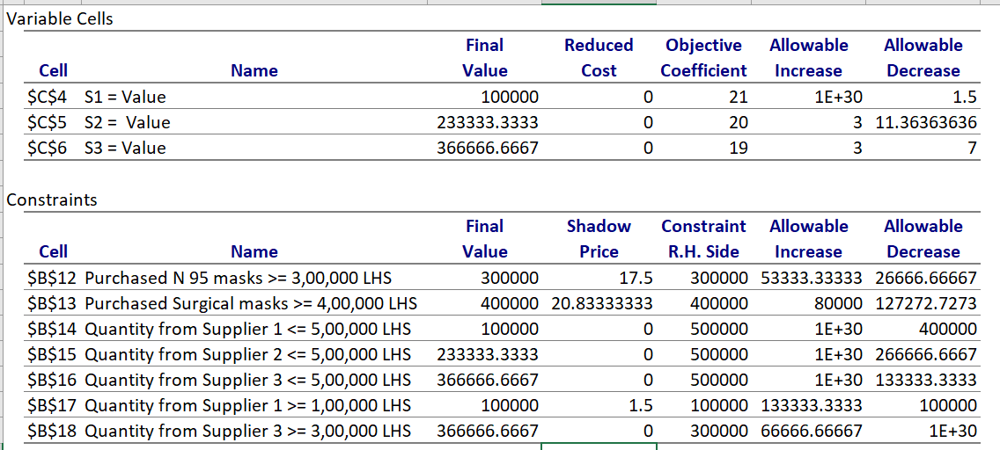 Variable Cells
Final Reduced Objective Allowable Allowable
Cell Name Value Cost Coefficient Increase Decrease
$C$4 S1 = Value 100000 0 21 1E+30 1.5
$C$5 S2 = Value 233333.3333 0 20 3 11.36363636
$C$6 S3 = Value 366666.6667 0 19 3 7
Constraints
Final Shadow Constraint Allowable Allowable
Cell Name Value Price R.H. Side Increase Decrease
$B$12 Purchased N 95 masks >= 3,00,000 LHS 300000 17.5 300000 53333.33333 26666.66667
$B$13 Purchased Surgical masks >= 4,00,000 LHS 400000 20.83333333 400000 80000 127272.7273
$B$14 Quantity from Supplier 1 <= 5,00,000 LHS 100000 0 500000 1E+30 400000
$B$15 Quantity from Supplier 2 <= 5,00,000 LHS 233333.3333 0 500000 1E+30 266666.6667
$B$16 Quantity from Supplier 3 <= 5,00,000 LHS 366666.6667 0 500000 1E+30 133333.3333
$B$17 Quantity from Supplier 1 >= 1,00,000 LHS 100000 1.5 100000 133333.3333 100000
$B$18 Quantity from Supplier 3 >= 3,00,000 LHS 366666.6667 0 300000 66666.66667 1E+30